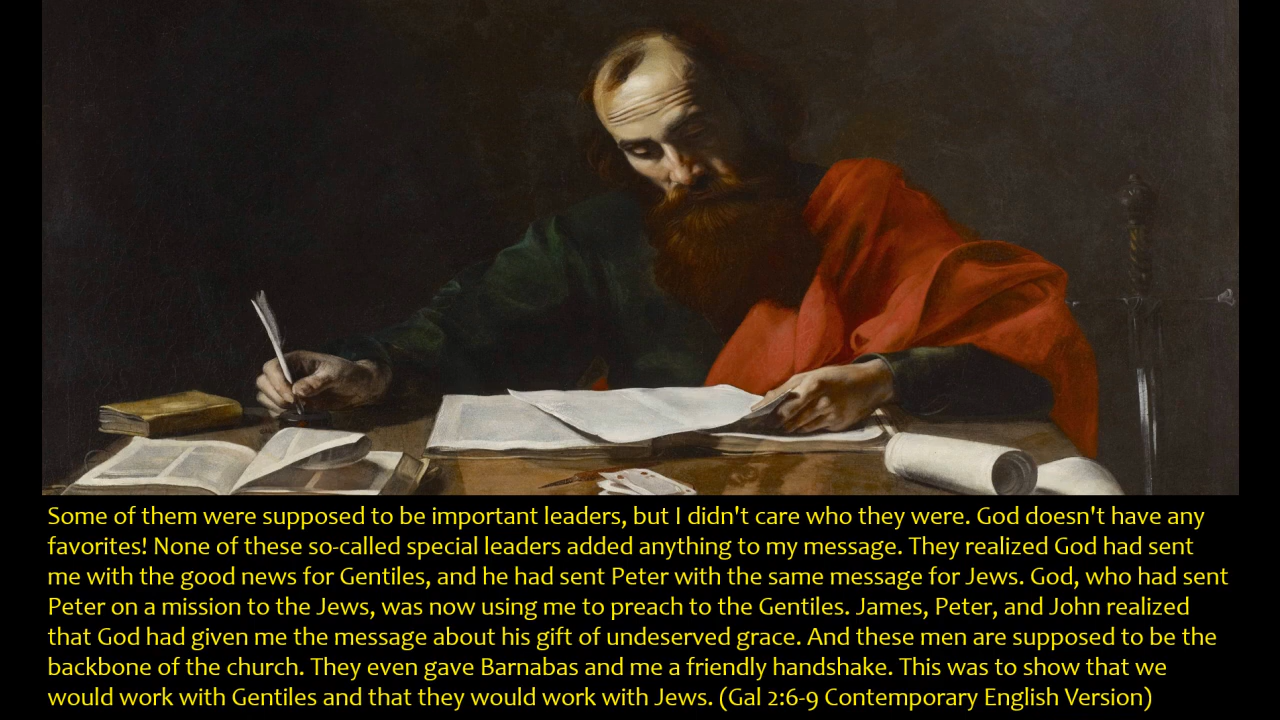 Some of them were supposed to be important leaders, but I didn't care who they were. God doesn't have any
favorites! None of these so-called special leaders added anything to my message. They realized God had sent
me with the good news for Gentiles, and he had sent Peter with the same message for Jews. God, who had sent
Peter on a mission to the Jews, was now using me to preach to the Gentiles. James, Peter, and John realized
that God had given me the message about his gift of undeserved grace. And these men are supposed to be the
backbone of the church. They even gave Barnabas and me a friendly handshake. This was to show that we
would work with Gentiles and that they would work with Jews. (Gal 2:6-9 Contemporary English Version)